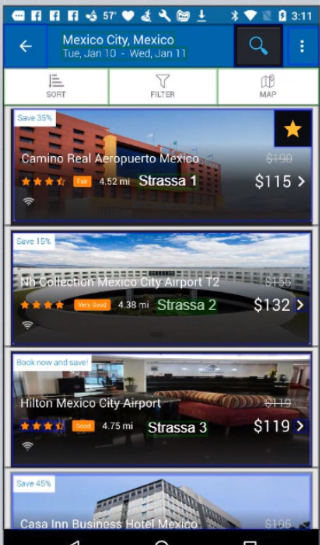 57° 3:11
Mexico City, Mexico
Tue, Jan 10 - Wed, Jan 11
SORT FILTER MAP
Save 35%
Camino Real Aeropuerto Mexico $190
Fair 4.52 mi Strassa 1 $115
Save 15%
Nh Collection Mexico City Airport T2 $155
Very Good 4.38 mi Strassa 2 $132
Book now and save!
Hilton Mexico City Airport $119
Good 4.75 mi Strassa 3 $119
Save 45%
Casa Inn Business Hotel Mexico $195